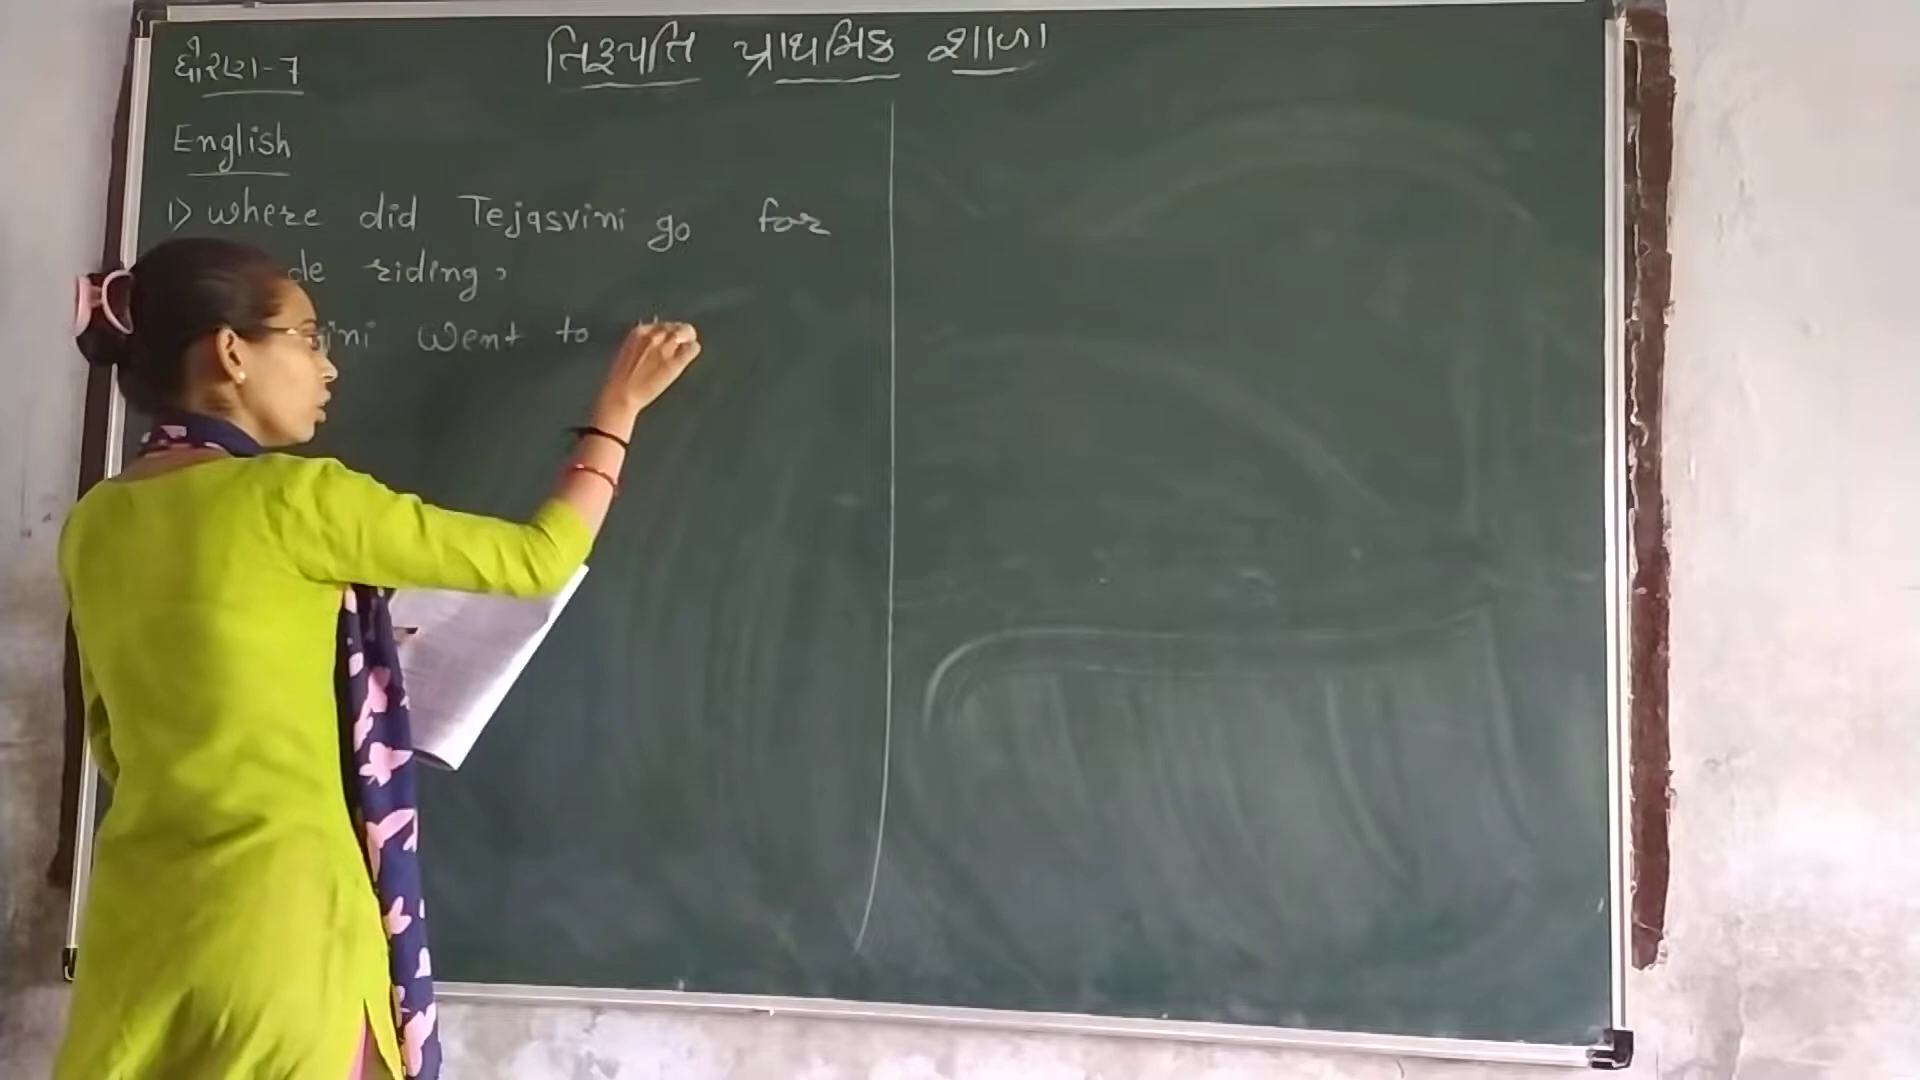 ધોરણ-7
તિરૂપતિ પ્રાથમિક શાળા
English
1) where did Tejasvini go for
riding,
went to